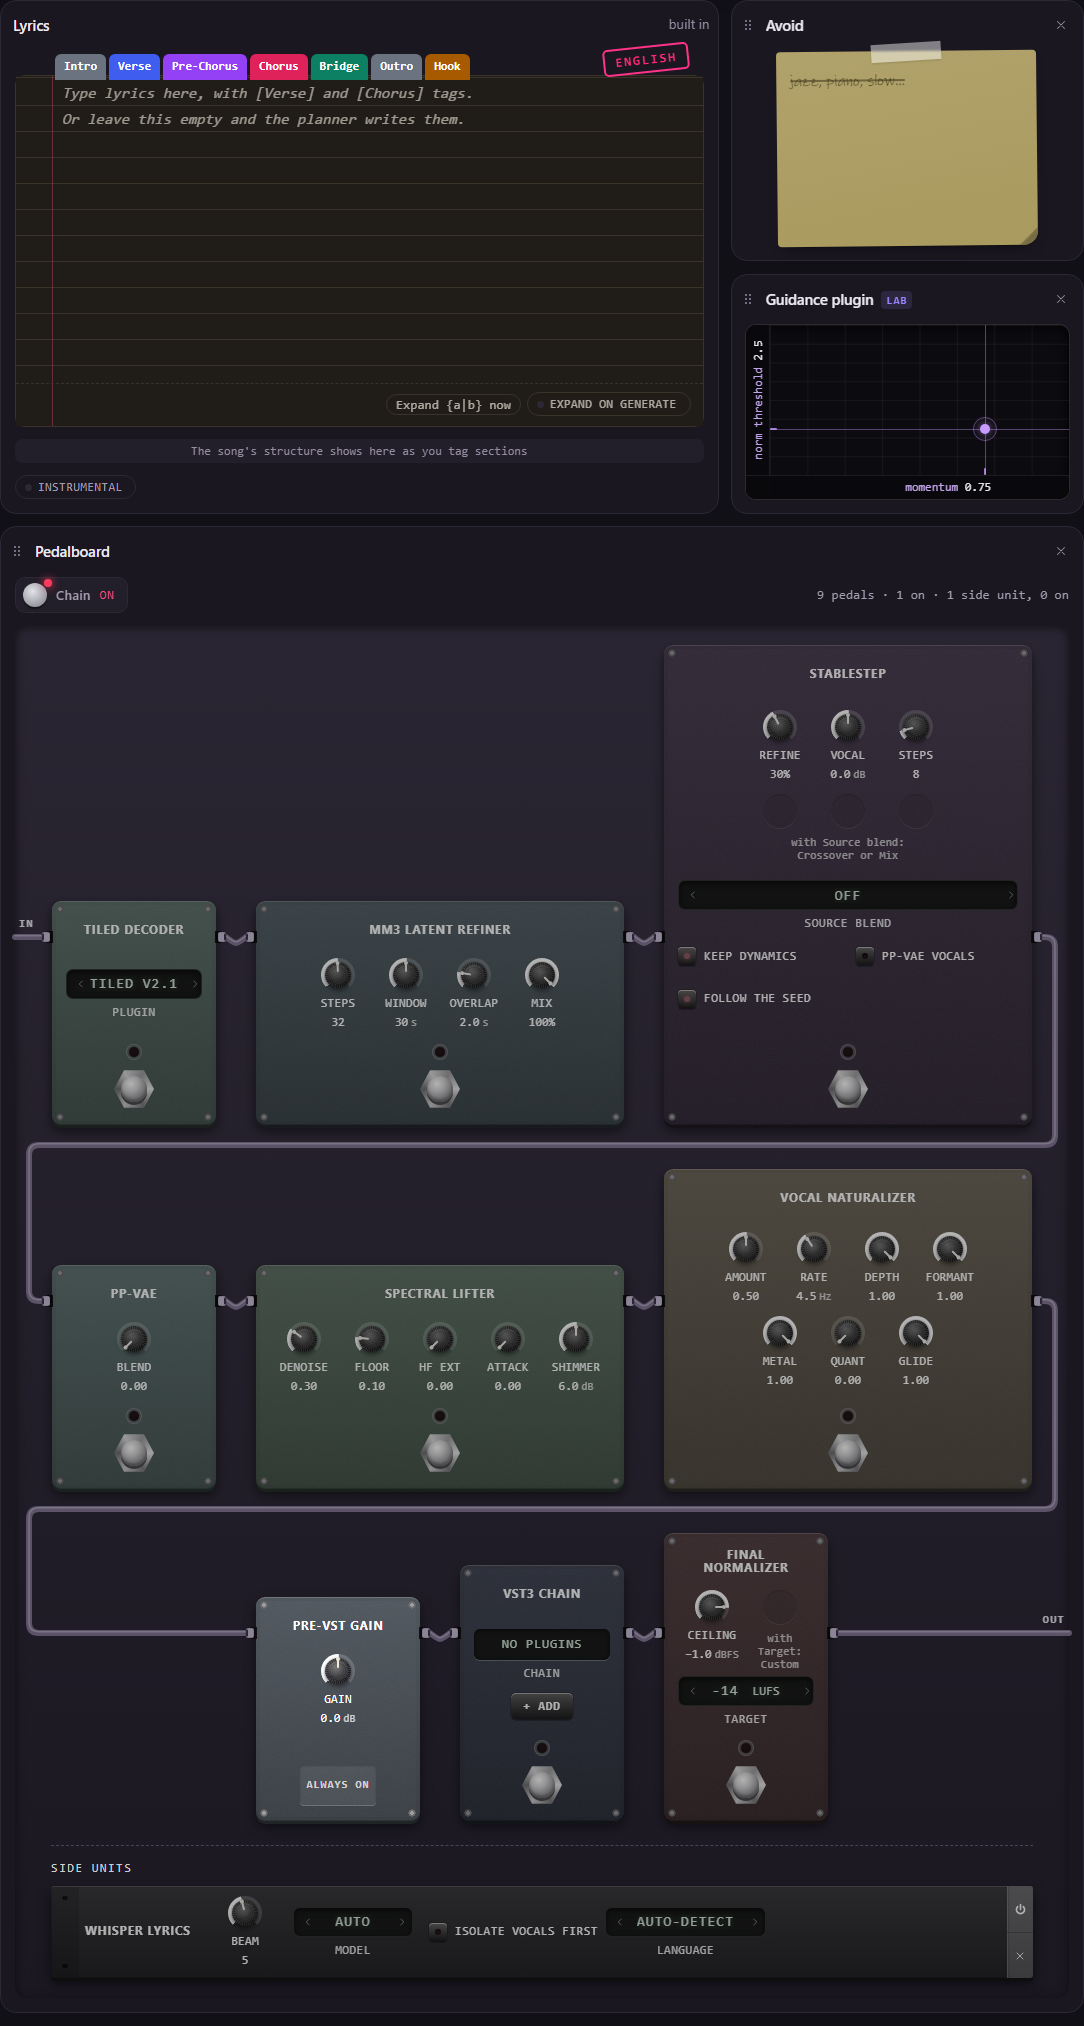 Lyrics
built in
Intro
Verse
Pre-Chorus
Chorus
Bridge
Outro
Hook
ENGLISH
Type lyrics here, with [Verse] and [Chorus] tags.
Or leave this empty and the planner writes them.
Expand {a|b} now
EXPAND ON GENERATE
The song's structure shows here as you tag sections
INSTRUMENTAL
Avoid
jazz, piano, slow...
Guidance plugin LAB
norm threshold 2.5
momentum 0.75
Pedalboard
Chain ON
9 pedals · 1 on · 1 side unit, 0 on
IN
TILED DECODER
TILED V2.1
PLUGIN
MM3 LATENT REFINER
STEPS WINDOW OVERLAP MIX
32 30 s 2.0 s 100%
STABLESTEP
REFINE VOCAL STEPS
30% 0.0 dB 8
with Source blend:
Crossover or Mix
OFF
SOURCE BLEND
KEEP DYNAMICS
PP-VAE VOCALS
FOLLOW THE SEED
PP-VAE
BLEND
0.00
SPECTRAL LIFTER
DENOISE FLOOR HF EXT ATTACK SHIMMER
0.30 0.10 0.00 0.00 6.0 dB
VOCAL NATURALIZER
AMOUNT RATE DEPTH FORMANT
0.50 4.5 Hz 1.00 1.00
METAL QUANT GLIDE
1.00 0.00 1.00
PRE-VST GAIN
GAIN
0.0 dB
ALWAYS ON
VST3 CHAIN
NO PLUGINS
CHAIN
+ ADD
FINAL
NORMALIZER
CEILING
-1.0 dBFS
with
Target:
Custom
-14 LUFS
TARGET
OUT
SIDE UNITS
WHISPER LYRICS
BEAM
5
AUTO
MODEL
ISOLATE VOCALS FIRST
AUTO-DETECT
LANGUAGE